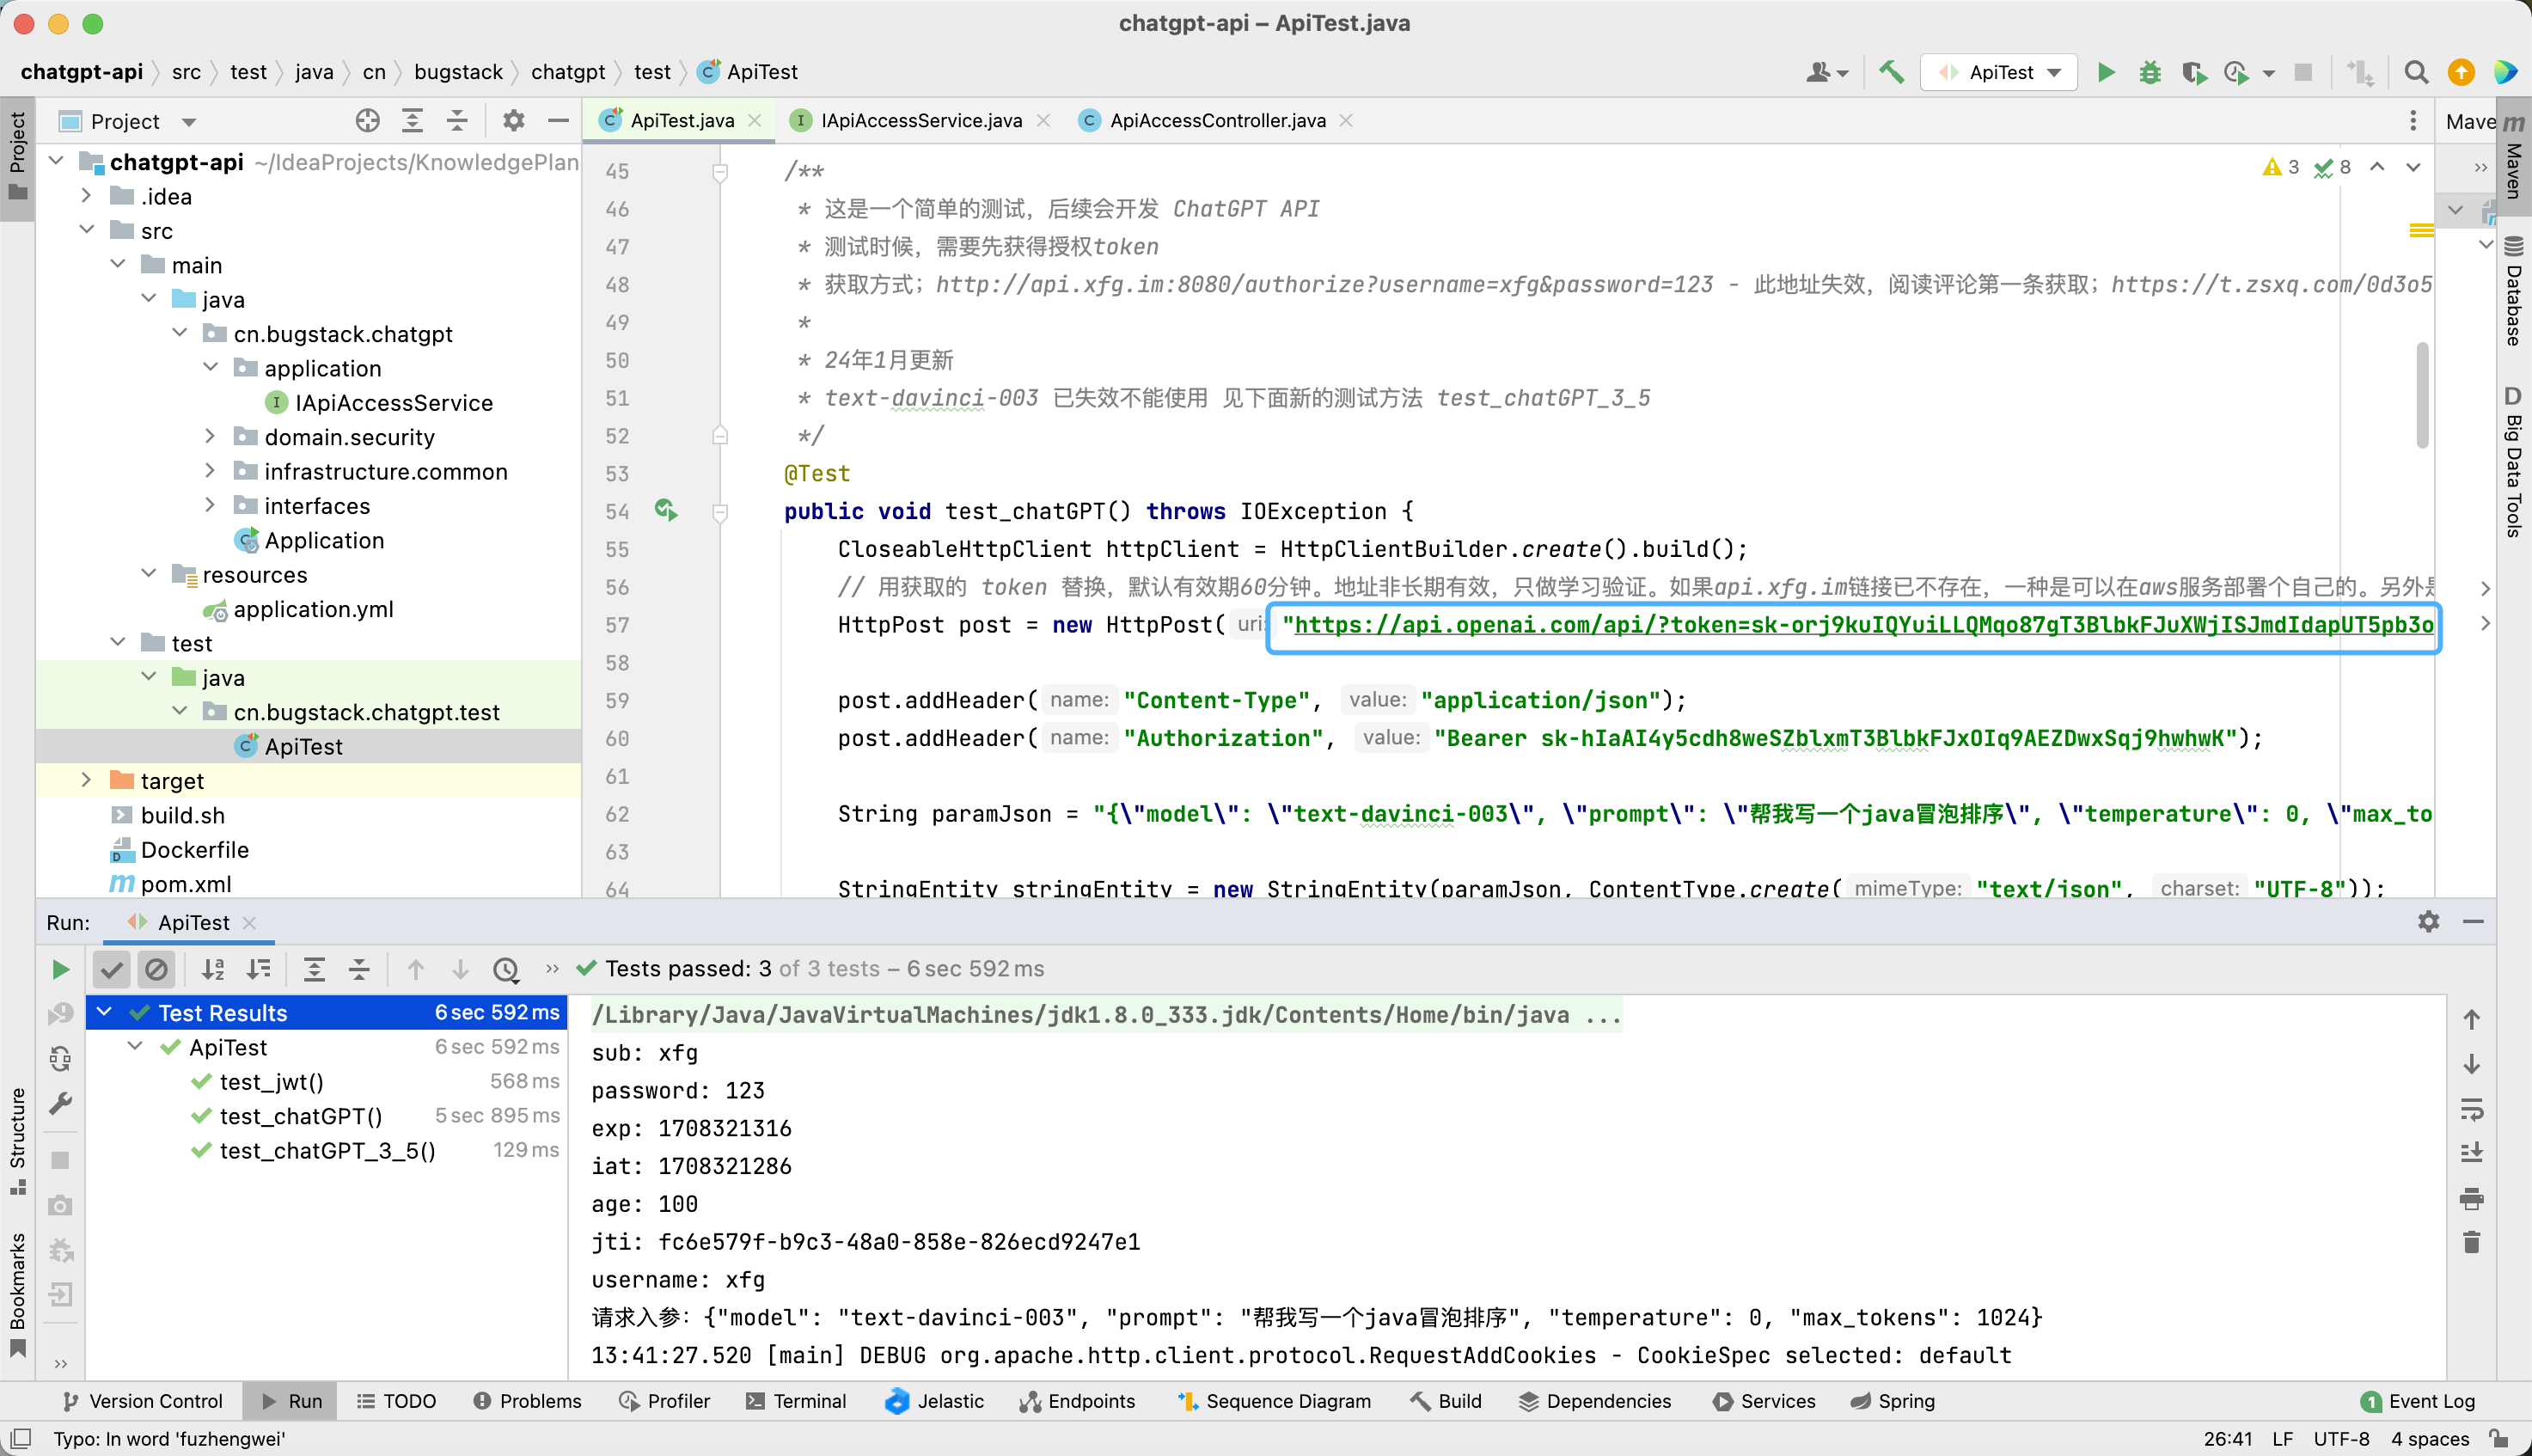 chatgpt-api – ApiTest.java
chatgpt-api src test java cn bugstack chatgpt test ApiTest
ApiTest
Project
ApiTest.java
IApiAccessService.java
ApiAccessController.java
Mave
Project
chatgpt-api ~/IdeaProjects/KnowledgePlan
.idea
src
main
java
cn.bugstack.chatgpt
application
IApiAccessService
domain.security
infrastructure.common
interfaces
Application
resources
application.yml
test
java
cn.bugstack.chatgpt.test
ApiTest
target
build.sh
Dockerfile
pom.xml
3 8
45 /**
46 * 这是一个简单的测试，后续会开发 ChatGPT API
47 * 测试时候，需要先获得授权token
48 * 获取方式；http://api.xfg.im:8080/authorize?username=xfg&password=123 - 此地址失效，阅读评论第一条获取；https://t.zsxq.com/0d3o5
49 *
50 * 24年1月更新
51 * text-davinci-003 已失效不能使用 见下面新的测试方法 test_chatGPT_3_5
52 */
53 @Test
54 public void test_chatGPT() throws IOException {
55 CloseableHttpClient httpClient = HttpClientBuilder.create().build();
56 // 用获取的 token 替换，默认有效期60分钟。地址非长期有效，只做学习验证。如果api.xfg.im链接已不存在，一种是可以在aws服务部署个自己的。另外是
57 HttpPost post = new HttpPost( uri: "https://api.openai.com/api/?token=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
58
59 post.addHeader( name: "Content-Type", value: "application/json");
60 post.addHeader( name: "Authorization", value: "Bearer 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");
61
62 String paramJson = "{\"model\": \"text-davinci-003\", \"prompt\": \"帮我写一个java冒泡排序\", \"temperature\": 0, \"max_to
63
64 StringEntity stringEntity = new StringEntity(paramJson, ContentType.create( mimeType: "text/json", charset: "UTF-8"));
Maven
Database
D Big Data Tools
Run: ApiTest
Tests passed: 3 of 3 tests – 6 sec 592 ms
Test Results 6 sec 592 ms
ApiTest 6 sec 592 ms
test_jwt() 568 ms
test_chatGPT() 5 sec 895 ms
test_chatGPT_3_5() 129 ms
/Library/Java/JavaVirtualMachines/jdk1.8.0_333.jdk/Contents/Home/bin/java ...
sub: xfg
password: 123
exp: 1708321316
iat: 1708321286
age: 100
jti: fc6e579f-b9c3-48a0-858e-826ecd9247e1
username: xfg
请求入参：{"model": "text-davinci-003", "prompt": "帮我写一个java冒泡排序", "temperature": 0, "max_tokens": 1024}
13:41:27.520 [main] DEBUG org.apache.http.client.protocol.RequestAddCookies - CookieSpec selected: default
Structure
Bookmarks
Version Control Run TODO Problems Profiler Terminal Jelastic Endpoints Sequence Diagram Build Dependencies Services Spring 1 Event Log
Typo: In word 'fuzhengwei' 26:41 LF UTF-8 4 spaces